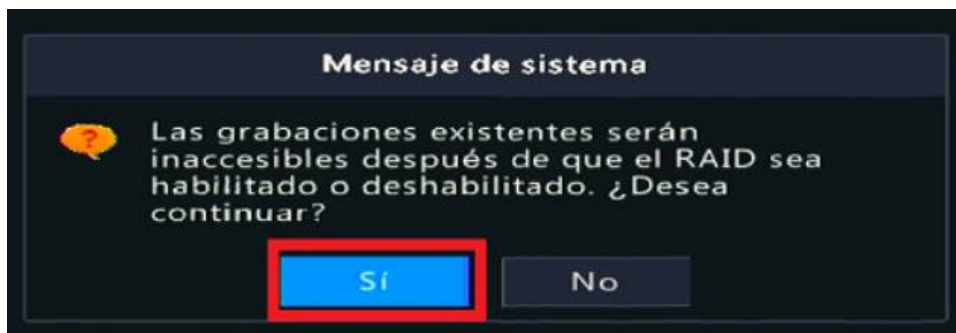 Mensaje de sistema
Las grabaciones existentes serán
inaccesibles después de que el RAID sea
habilitado o deshabilitado. ¿Desea
continuar?
Sí
No